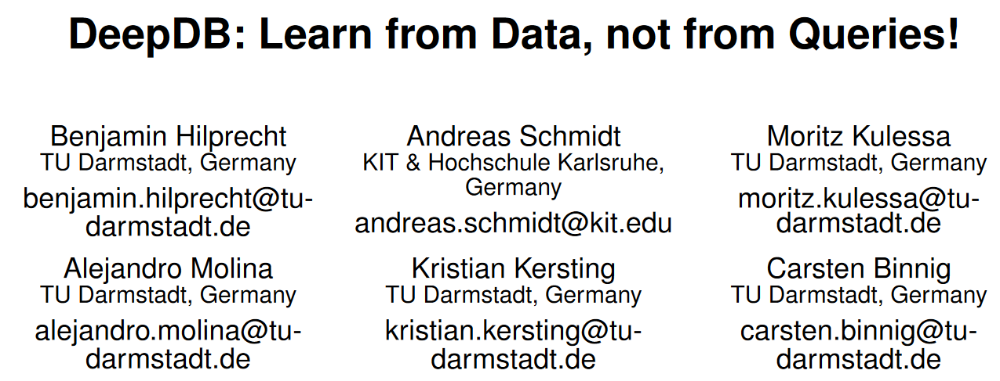 DeepDB: Learn from Data, not from Queries!
Benjamin Hilprecht
TU Darmstadt, Germany
benjamin.hilprecht@tu-
darmstadt.de
Andreas Schmidt
KIT & Hochschule Karlsruhe,
Germany
andreas.schmidt@kit.edu
Moritz Kulessa
TU Darmstadt, Germany
moritz.kulessa@tu-
darmstadt.de
Alejandro Molina
TU Darmstadt, Germany
alejandro.molina@tu-
darmstadt.de
Kristian Kersting
TU Darmstadt, Germany
kristian.kersting@tu-
darmstadt.de
Carsten Binnig
TU Darmstadt, Germany
carsten.binnig@tu-
darmstadt.de